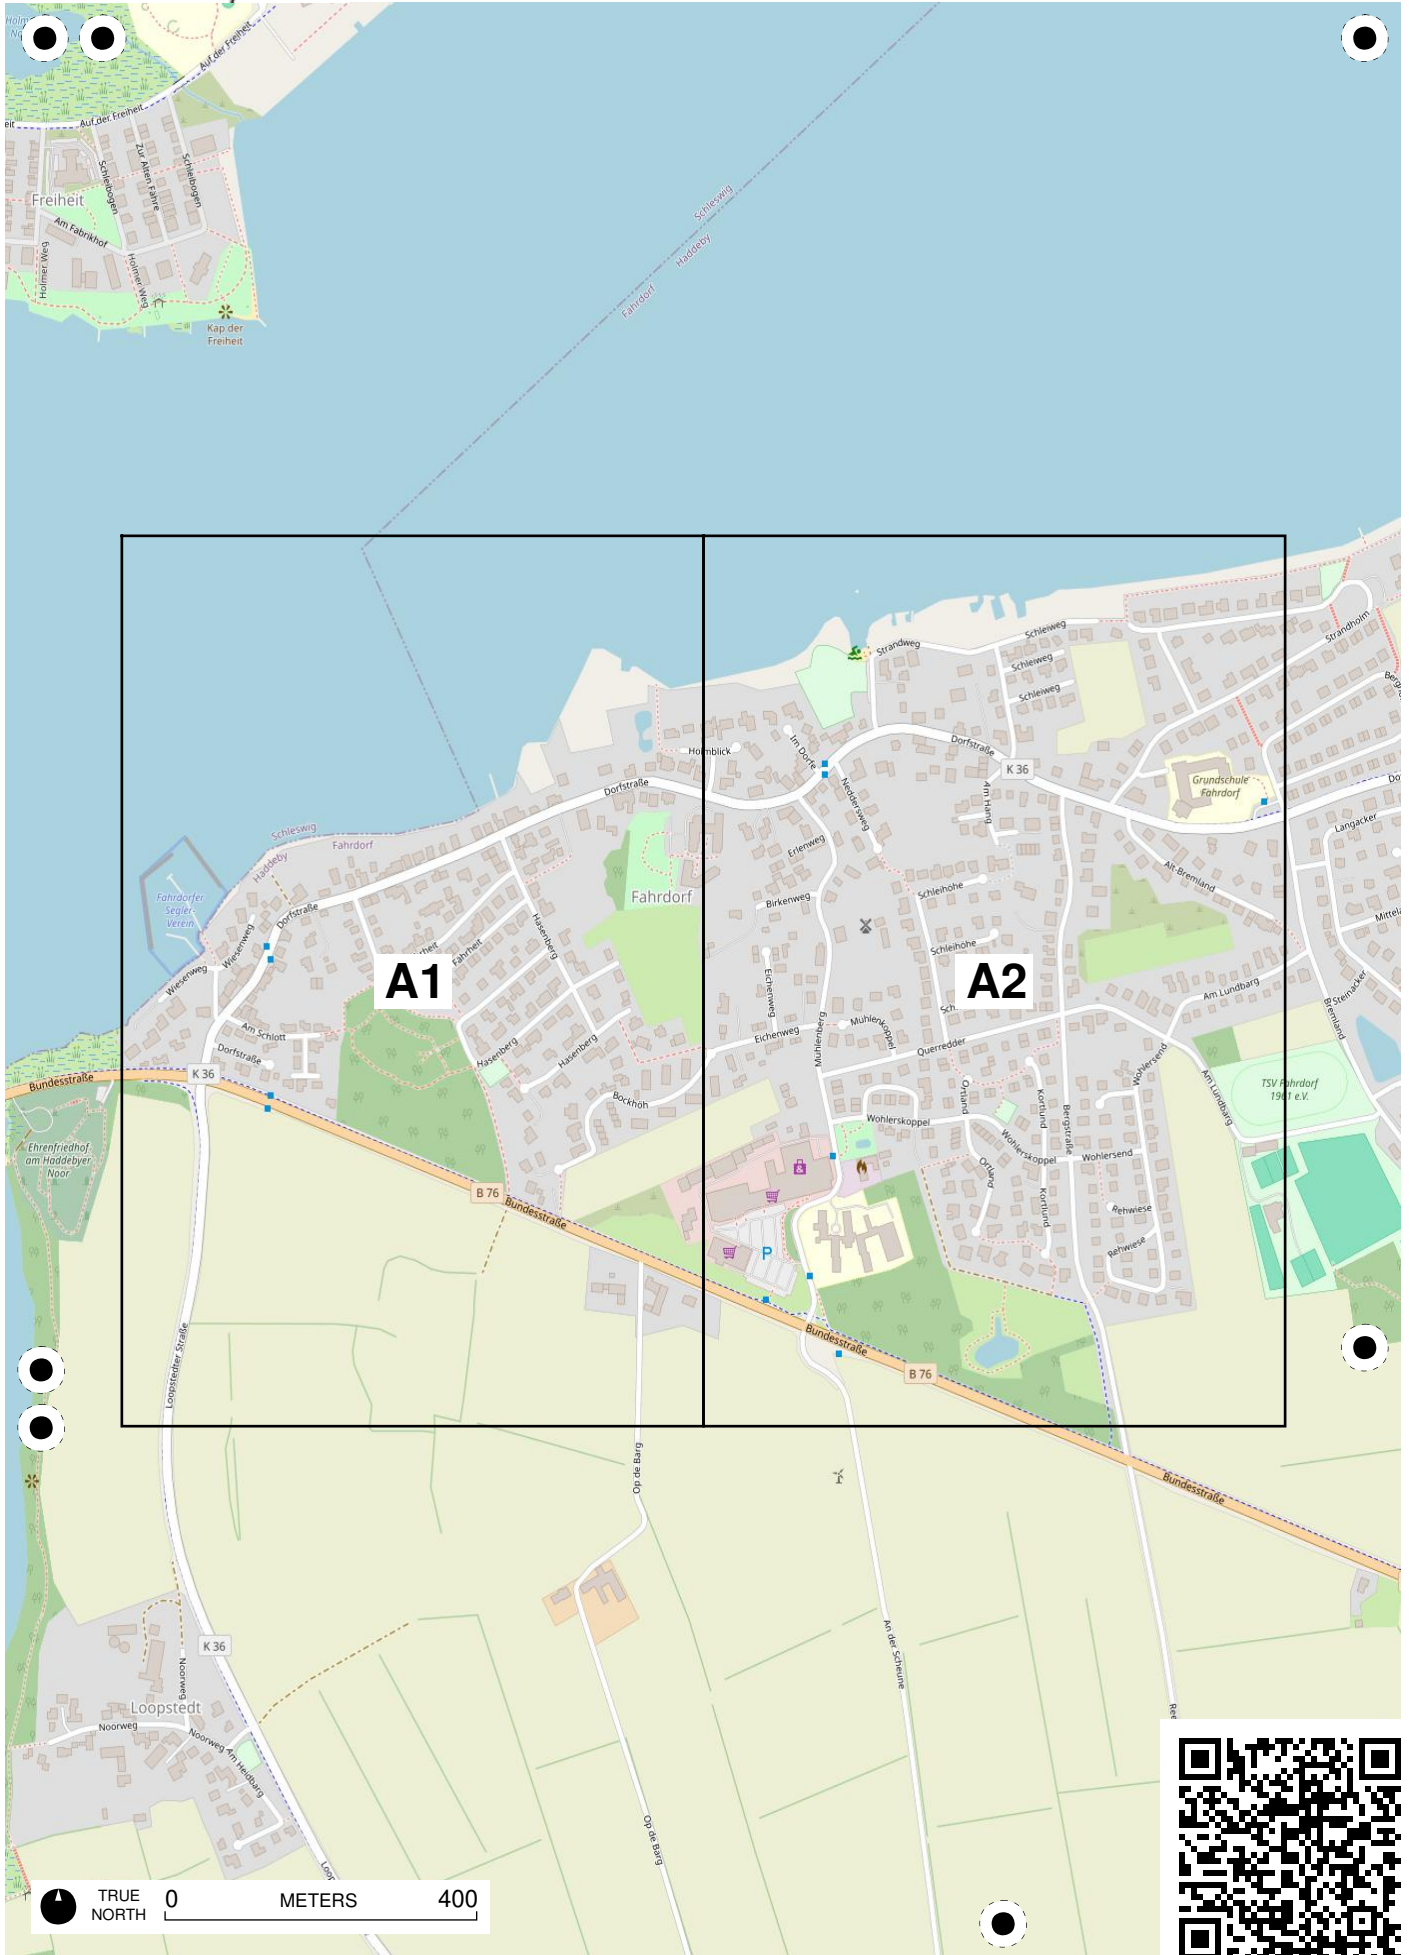 Auf der Freiheit
Auf der Freiheit
Schleibogen
Zur Alten Fähre
Schleibogen
Freiheit
Am Fabrikhof
Holmer Weg
Holmer Weg
Kap der
Freiheit
Schleswig
Haddeby
Fahrdorf
Strandweg
Schleiweg
Schleiweg
Schleiweg
Strandholm
Holmblick
Im Dorfe
Dorfstraße
K 36
Dorfstraße
Neddersweg
Am Hang
Grundschule
Fahrdorf
Langacker
Schleswig
Haddeby
Fahrdorf
Erlenweg
Alt-Bremland
Fahrdorfer
Segler-
Verein
Dorfstraße
Wiesenweg
Wiesenweg
Hasenberg
Fahrdorf
Birkenweg
Schleihöhe
Schleihöhe
Fährheit
A1
A2
Eichenweg
Am Lundbarg
Steinacker
Bremland
Am Schlott
Dorfstraße
Hasenberg
Hasenberg
Eichenweg
Mühlenkoppel
Mühlenberg
Querredder
Wohlersend
Am Lundbarg
TSV Fahrdorf
1961 e.V.
Bundesstraße
K 36
Bockhöh
Ortland
Kortlund
Bergstraße
Wohlerskoppel
Wohlerskoppel
Wohlersend
Ehrenfriedhof
am Haddebyer
Noor
Ortland
Kortlund
Rehwiese
Rehwiese
B 76
Bundesstraße
P
Loopstedter Straße
Bundesstraße
B 76
Op de Barg
Bundesstraße
An der Scheune
K 36
Noorweg
Loopstedt
Noorweg
Noorweg
Am Heidbarg
Op de Barg
TRUE
NORTH
0 METERS 400